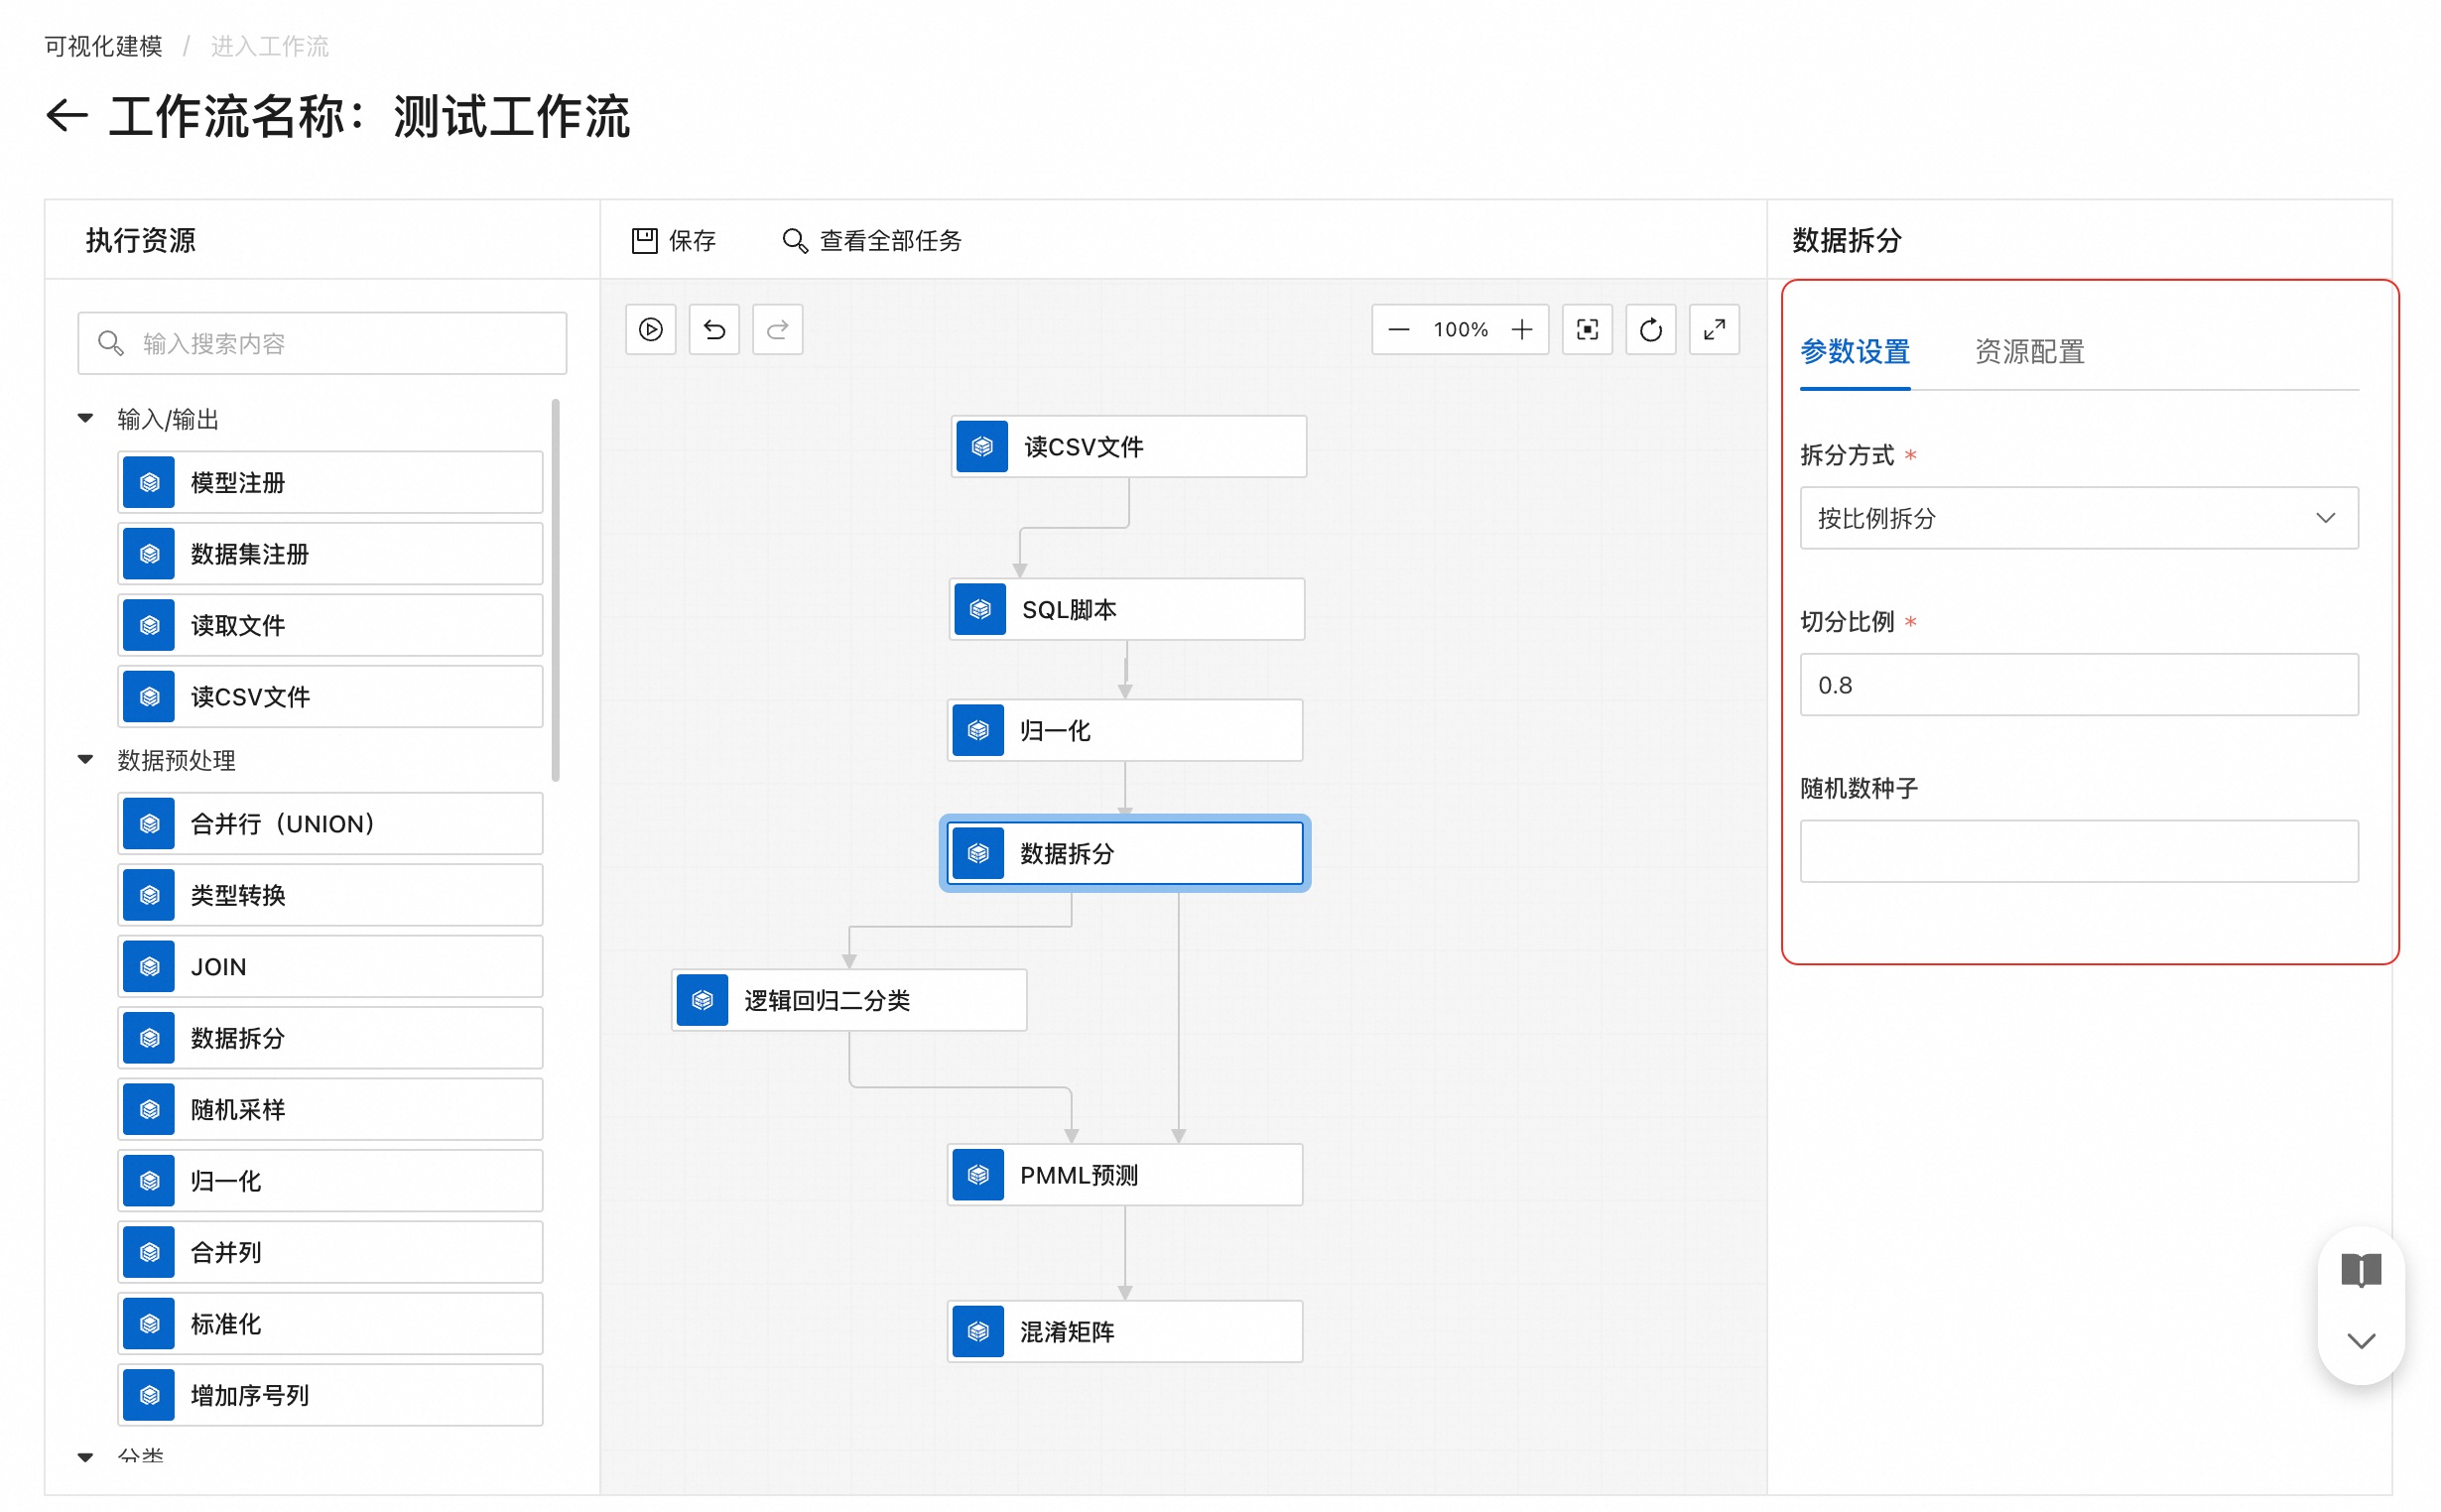 可视化建模 / 进入工作流
工作流名称：测试工作流
执行资源
输入搜索内容
输入/输出
模型注册
数据集注册
读取文件
读CSV文件
数据预处理
合并行（UNION）
类型转换
JOIN
数据拆分
随机采样
归一化
合并列
标准化
增加序号列
分类
保存 查看全部任务
100%
读CSV文件
SQL脚本
归一化
数据拆分
逻辑回归二分类
PMML预测
混淆矩阵
数据拆分
参数设置 资源配置
拆分方式 *
按比例拆分
切分比例 *
0.8
随机数种子